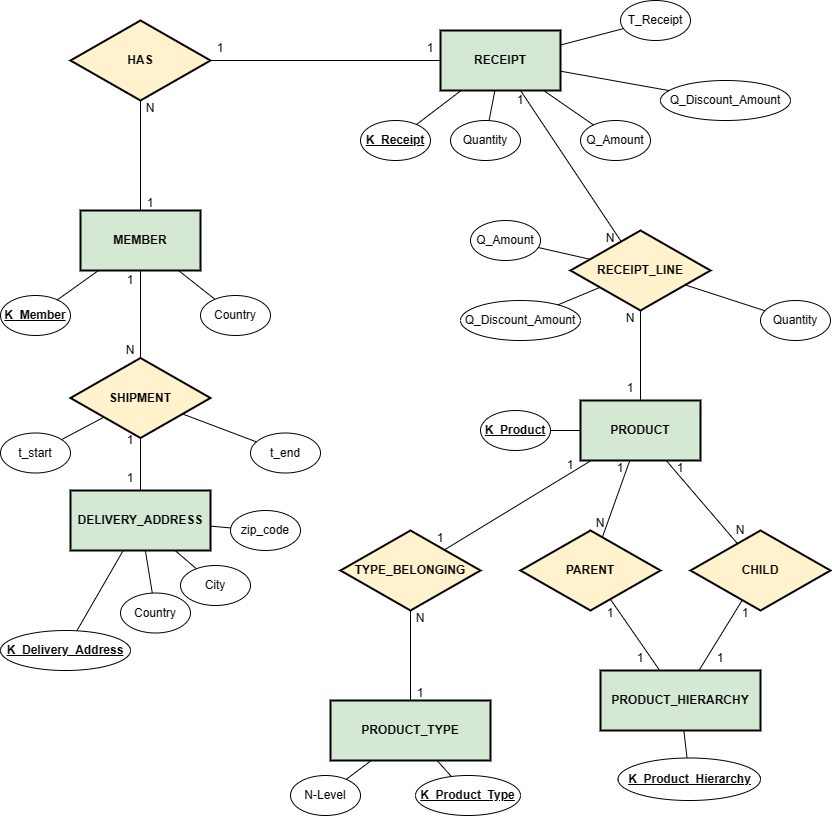 T_Receipt
HAS
1
1
RECEIPT
Q_Discount_Amount
N
1
K_Receipt
Quantity
Q_Amount
1
MEMBER
Q_Amount
N
RECEIPT_LINE
1
K_Member
Country
Q_Discount_Amount
N
Quantity
N
1
SHIPMENT
K_Product
PRODUCT
1
t_start
t_end
1
1
1
1
DELIVERY_ADDRESS
zip_code
1
N
N
TYPE_BELONGING
PARENT
CHILD
City
Country
N
1
1
K_Delivery_Address
1
1
1
PRODUCT_HIERARCHY
PRODUCT_TYPE
N-Level
K_Product_Type
K_Product_Hierarchy